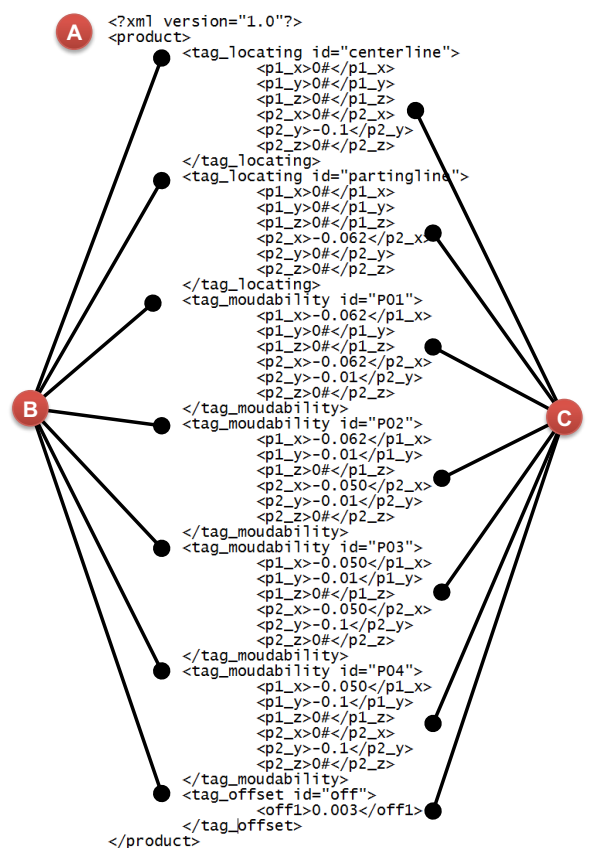 A
<?xml version="1.0"?>
<product>
<tag_locating id="centerline">
<p1_x>0#</p1_x>
<p1_y>0#</p1_y>
<p1_z>0#</p1_z>
<p2_x>0#</p2_x>
<p2_y>-0.1</p2_y>
<p2_z>0#</p2_z>
</tag_locating>
<tag_locating id="partingline">
<p1_x>0#</p1_x>
<p1_y>0#</p1_y>
<p1_z>0#</p1_z>
<p2_x>-0.062</p2_x>
<p2_y>0#</p2_y>
<p2_z>0#</p2_z>
</tag_locating>
<tag_moudability id="P01">
<p1_x>-0.062</p1_x>
<p1_y>0#</p1_y>
<p1_z>0#</p1_z>
<p2_x>-0.062</p2_x>
<p2_y>-0.01</p2_y>
<p2_z>0#</p2_z>
</tag_moudability>
B
C
<tag_moudability id="P02">
<p1_x>-0.062</p1_x>
<p1_y>-0.01</p1_y>
<p1_z>0#</p1_z>
<p2_x>-0.050</p2_x>
<p2_y>-0.01</p2_y>
<p2_z>0#</p2_z>
</tag_moudability>
<tag_moudability id="P03">
<p1_x>-0.050</p1_x>
<p1_y>-0.01</p1_y>
<p1_z>0#</p1_z>
<p2_x>-0.050</p2_x>
<p2_y>-0.1</p2_y>
<p2_z>0#</p2_z>
</tag_moudability>
<tag_moudability id="P04">
<p1_x>-0.050</p1_x>
<p1_y>-0.1</p1_y>
<p1_z>0#</p1_z>
<p2_x>0#</p2_x>
<p2_y>-0.1</p2_y>
<p2_z>0#</p2_z>
</tag_moudability>
<tag_offset id="off">
<off1>0.003</off1>
</tag_offset>
</product>